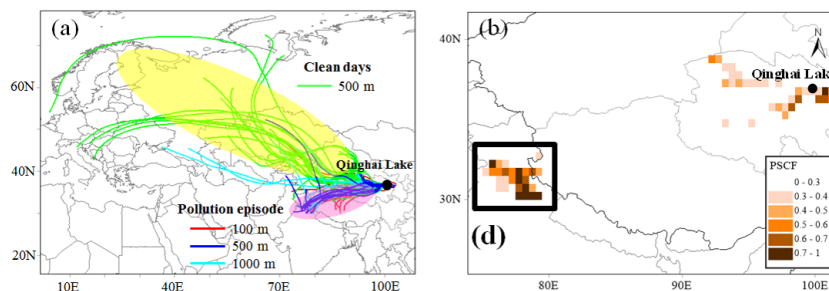 (a)
Clean days
500 m
Qinghai Lake
Pollution episode
100 m
500 m
1000 m
60N
40N
20N
10E
40E
70E
100E
(b)
N
Qinghai Lake
40N
30N
(d)
PSCF
0 - 0.3
0.3 - 0.4
0.4 - 0.5
0.5 - 0.6
0.6 - 0.7
0.7 - 1
80E
90E
100E